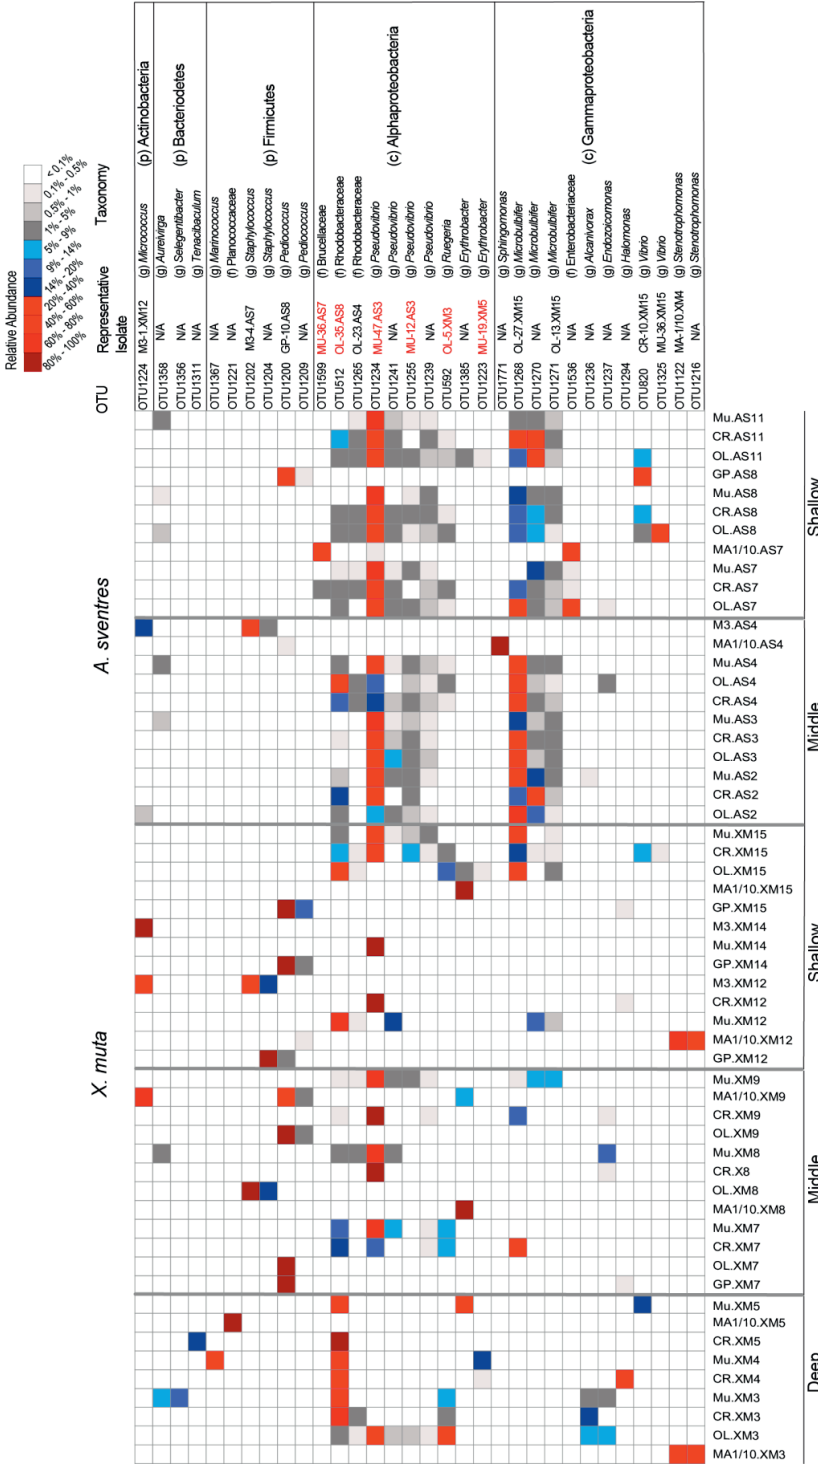 Relative Abundance
< 0.1%
0.1% - 0.5%
0.5% - 1%
1% - 5%
5% - 9%
9% - 14%
14% - 20%
20% - 40%
40% - 60%
60% - 80%
80% - 100%
OTU
Representative Isolate
Taxonomy
OTU1224 M3-1.XM12 (g) Micrococcus (p) Actinobacteria
OTU1358 N/A (g) Aureivirga
OTU1356 N/A (g) Selegentibacter (p) Bacteriodetes
OTU1311 N/A (g) Tenacibaculum
OTU1367 N/A (g) Marinococcus
OTU1221 N/A (f) Planococcaceae
OTU1202 M3-4.AS7 (g) Staphylococcus
OTU1204 N/A (g) Staphylococcus (p) Firmicutes
OTU1200 GP-10.AS8 (g) Pediococcus
OTU1209 N/A (g) Pediococcus
OTU1599 MU-36.AS7 (f) Brucellaceae
OTU512 OL-35.AS8 (f) Rhodobacteraceae
OTU1265 OL-23.AS4 (f) Rhodobacteraceae
OTU1234 MU-47.AS3 (g) Pseudovibrio
OTU1241 N/A (g) Pseudovibrio (c) Alphaproteobacteria
OTU1255 MU-12.AS3 (g) Pseudovibrio
OTU1239 N/A (g) Pseudovibrio
OTU592 OL-5.XM3 (g) Ruegeria
OTU1385 N/A (g) Erythrobacter
OTU1223 MU-19.XM5 (g) Erythrobacter
OTU1771 N/A (g) Sphingomonas
OTU1268 OL-27.XM15 (g) Microbulbifer
OTU1270 N/A (g) Microbulbifer
OTU1271 OL-13.XM15 (g) Microbulbifer
OTU1536 N/A (f) Enterobacteriaceae
OTU1236 N/A (g) Alcanivorax (c) Gammaproteobacteria
OTU1237 N/A (g) Endozoicomonas
OTU1294 N/A (g) Halomonas
OTU820 CR-10.XM15 (g) Vibrio
OTU1325 MU-36.XM15 (g) Vibrio
OTU1122 MA-1/10.XM4 (g) Stenotrophomonas
OTU1216 N/A (g) Stenotrophomonas
A. sventres
Shallow
Mu.AS11
CR.AS11
OL.AS11
GP.AS8
Mu.AS8
CR.AS8
OL.AS8
MA1/10.AS7
Mu.AS7
CR.AS7
OL.AS7
Middle
M3.AS4
MA1/10.AS4
Mu.AS4
OL.AS4
CR.AS4
Mu.AS3
CR.AS3
OL.AS3
Mu.AS2
CR.AS2
OL.AS2
X. muta
Shallow
Mu.XM15
CR.XM15
OL.XM15
MA1/10.XM15
GP.XM15
M3.XM14
Mu.XM14
GP.XM14
M3.XM12
CR.XM12
Mu.XM12
MA1/10.XM12
GP.XM12
Middle
Mu.XM9
MA1/10.XM9
CR.XM9
OL.XM9
Mu.XM8
CR.X8
OL.XM8
MA1/10.XM8
Mu.XM7
CR.XM7
OL.XM7
GP.XM7
Deep
Mu.XM5
MA1/10.XM5
CR.XM5
Mu.XM4
CR.XM4
Mu.XM3
CR.XM3
OL.XM3
MA1/10.XM3